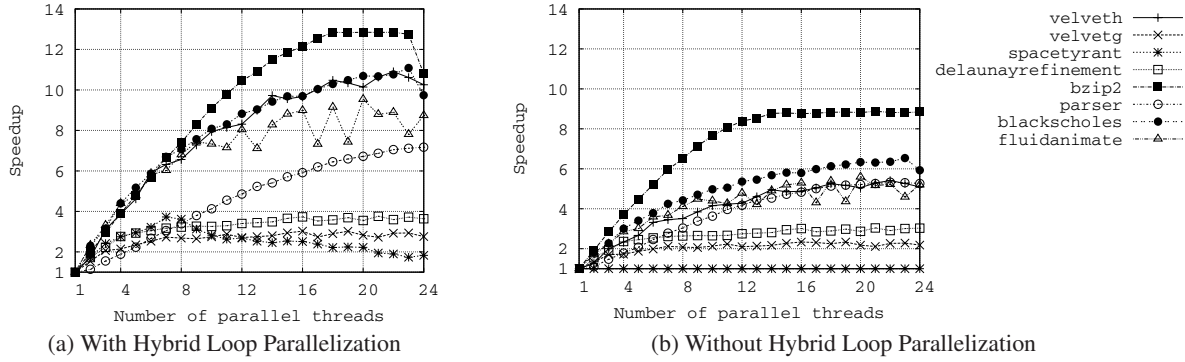 14
12
10
8
6
4
2
1
Speedup
1 4 8 12 16 20 24
Number of parallel threads
(a) With Hybrid Loop Parallelization
14
12
10
8
6
4
2
1
Speedup
1 4 8 12 16 20 24
Number of parallel threads
(b) Without Hybrid Loop Parallelization
velveth
velvetg
spacetyrant
delaunayrefinement
bzip2
parser
blackscholes
fluidanimate